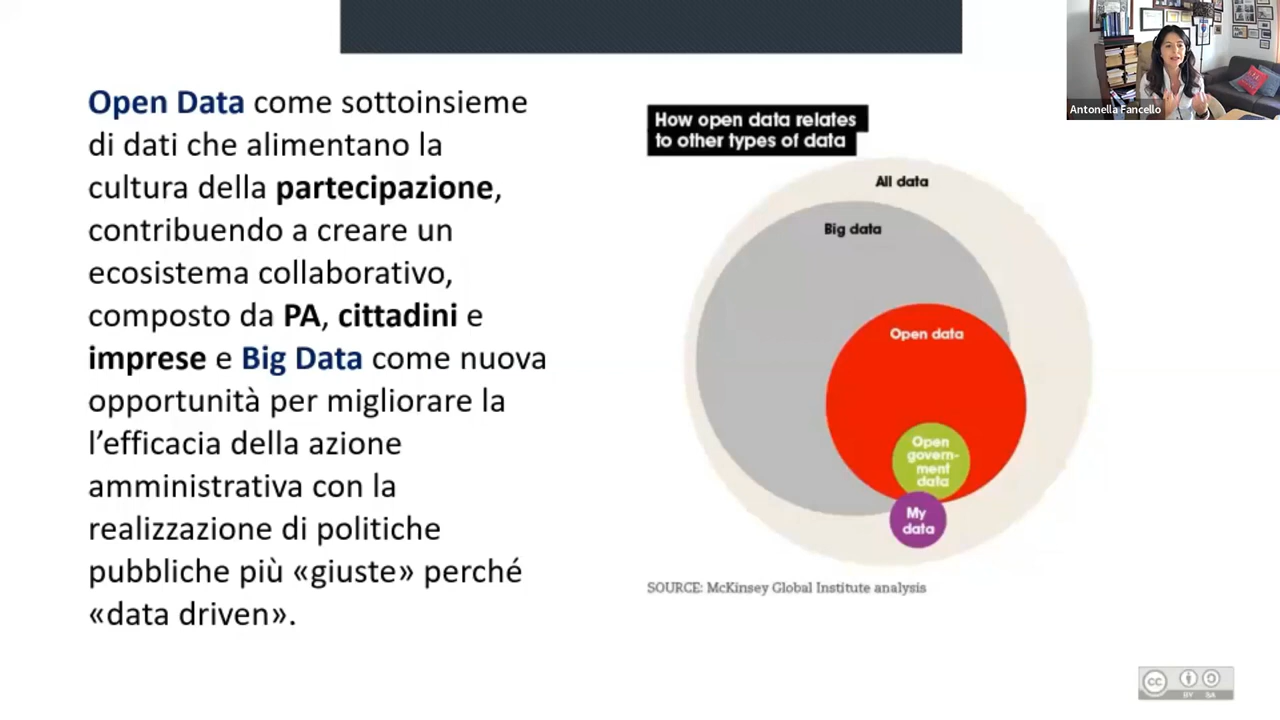 Open Data come sottoinsieme
di dati che alimentano la
cultura della partecipazione,
contribuendo a creare un
ecosistema collaborativo,
composto da PA, cittadini e
imprese e Big Data come nuova
opportunità per migliorare la
l’efficacia della azione
amministrativa con la
realizzazione di politiche
pubbliche più «giuste» perché
«data driven».
How open data relates
to other types of data
All data
Big data
Open data
Open
govern-
ment
data
My
data
SOURCE: McKinsey Global Institute analysis
Antonella Fancello
cc
BY SA